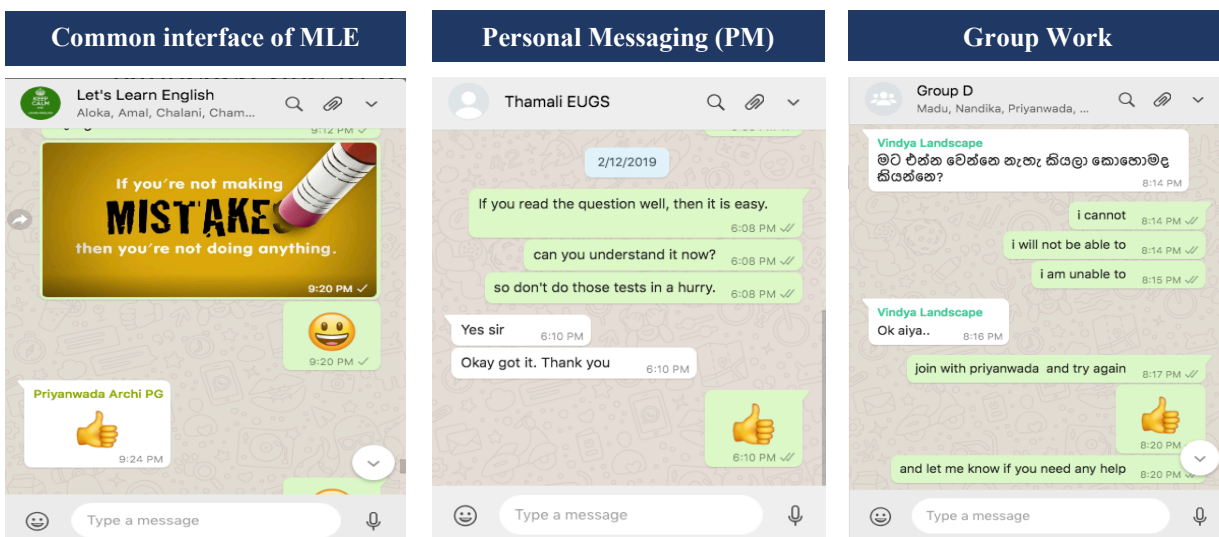 Common interface of MLE
Let's Learn English
Aloka, Amal, Chalani, Cham...
9:12 PM
If you're not making
MISTAKES
then you're not doing anything.
9:20 PM
9:20 PM
Priyanwada Archi PG
9:24 PM
Type a message
Personal Messaging (PM)
Thamali EUGS
2/12/2019
If you read the question well, then it is easy.
6:08 PM
can you understand it now? 6:08 PM
so don't do those tests in a hurry. 6:08 PM
Yes sir 6:10 PM
Okay got it. Thank you 6:10 PM
6:10 PM
Type a message
Group Work
Group D
Madu, Nandika, Priyanwada, ...
Vindya Landscape
මට එන්න වෙන්නෙ නැහැ කියලා කොහොමද
කියන්නෙ?
8:14 PM
i cannot 8:14 PM
i will not be able to 8:14 PM
i am unable to 8:15 PM
Vindya Landscape
Ok aiya.. 8:16 PM
join with priyanwada and try again 8:17 PM
8:20 PM
and let me know if you need any help 8:20 PM
Type a message